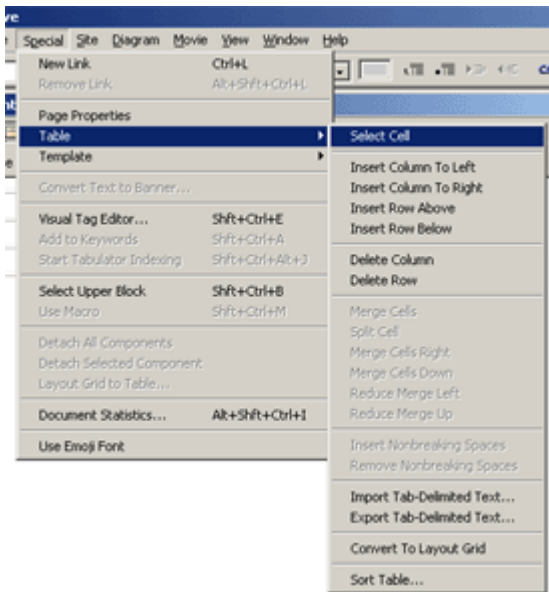 ve
Special Site Diagram Movie View Window Help
New Link Ctrl+L
Remove Link Alt+Shft+Ctrl+L
Page Properties
Table
Template
Convert Text to Banner...
Visual Tag Editor... Shft+Ctrl+E
Add to Keywords Shft+Ctrl+A
Start Tabulator Indexing Shft+Ctrl+Alt+J
Select Upper Block Shft+Ctrl+B
Use Macro Shft+Ctrl+M
Detach All Components
Detach Selected Component
Layout Grid to Table...
Document Statistics... Alt+Shft+Ctrl+I
Use Emoji Font
Select Cell
Insert Column To Left
Insert Column To Right
Insert Row Above
Insert Row Below
Delete Column
Delete Row
Merge Cells
Split Cell
Merge Cells Right
Merge Cells Down
Reduce Merge Left
Reduce Merge Up
Insert Nonbreaking Spaces
Remove Nonbreaking Spaces
Import Tab-Delimited Text...
Export Tab-Delimited Text...
Convert To Layout Grid
Sort Table...